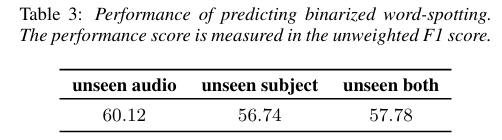 Table 3: Performance of predicting binarized word-spotting.
The performance score is measured in the unweighted F1 score.
unseen audio unseen subject unseen both
60.12 56.74 57.78